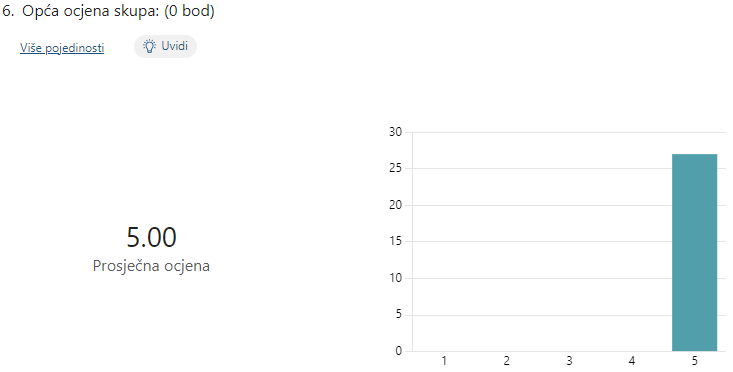 6. Opća ocjena skupa: (0 bod)
Više pojedinosti
Uvidi
5.00
Prosječna ocjena
30
25
20
15
10
5
0
1 2 3 4 5